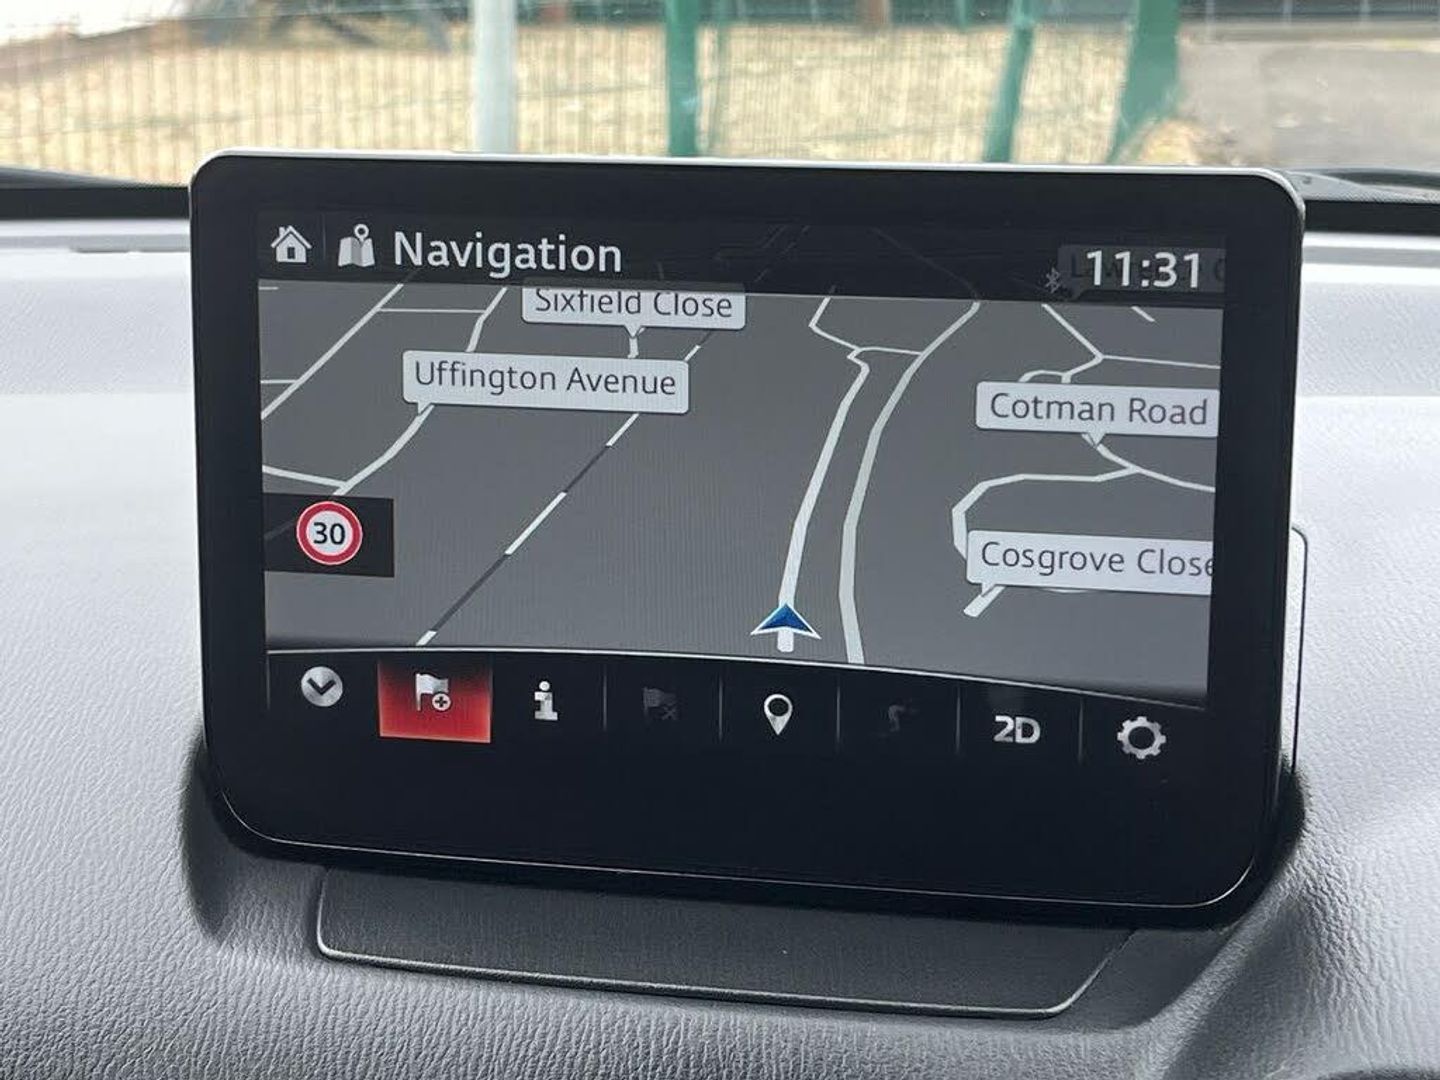 Navigation
11:31
Sixfield Close
Uffington Avenue
Cotman Road
30
Cosgrove Close
2D